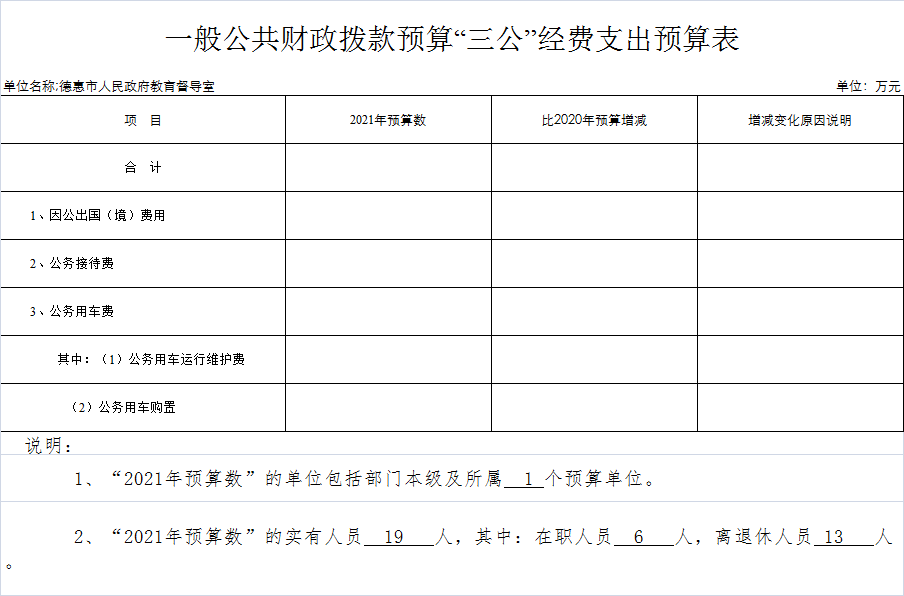 一般公共财政拨款预算“三公”经费支出预算表
单位名称:德惠市人民政府教育督导室 单位：万元
项 目 2021年预算数 比2020年预算增减 增减变化原因说明
合 计
1、因公出国（境）费用
2、公务接待费
3、公务用车费
其中：（1）公务用车运行维护费
（2）公务用车购置
说明：
1、“2021年预算数”的单位包括部门本级及所属 1 个预算单位。
2、“2021年预算数”的实有人员 19 人，其中：在职人员 6 人，离退休人员 13 人
。